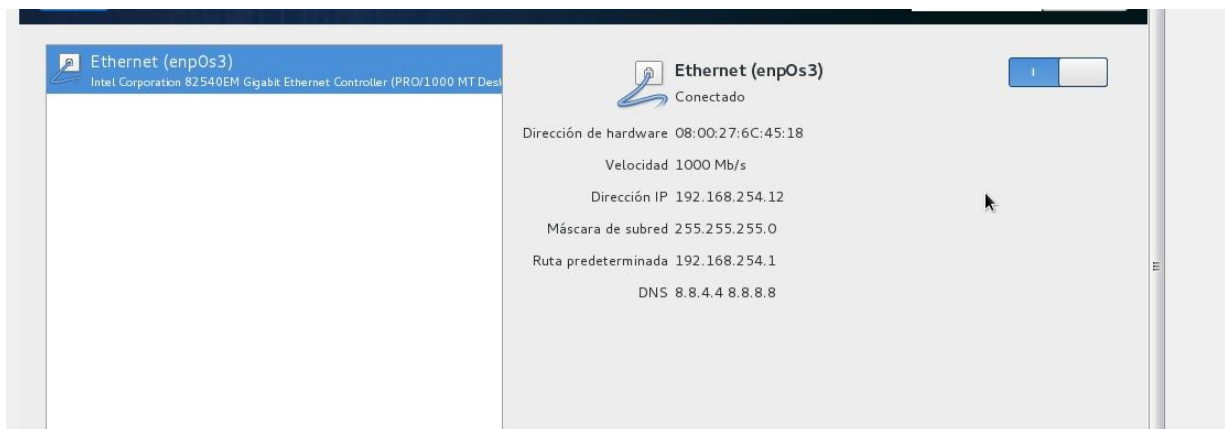 Ethernet (enp0s3)
Intel Corporation 82540EM Gigabit Ethernet Controller (PRO/1000 MT Desk
Ethernet (enp0s3)
Conectado
Dirección de hardware 08:00:27:6C:45:18
Velocidad 1000 Mb/s
Dirección IP 192.168.254.12
Máscara de subred 255.255.255.0
Ruta predeterminada 192.168.254.1
DNS 8.8.4.4 8.8.8.8